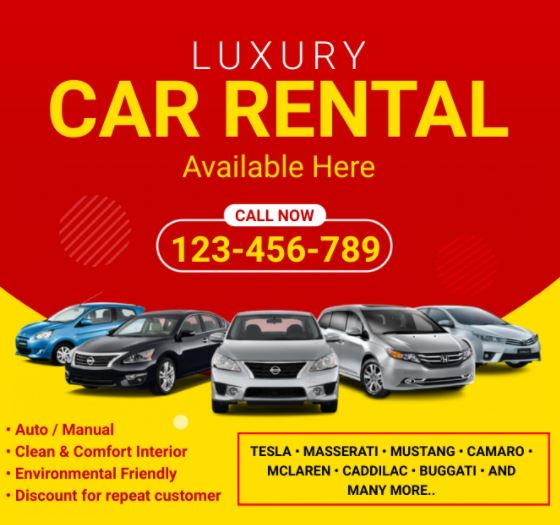 LUXURY
CAR RENTAL
Available Here
CALL NOW
123-456-789
• Auto / Manual
• Clean & Comfort Interior
• Environmental Friendly
• Discount for repeat customer
TESLA • MASSERATI • MUSTANG • CAMARO •
MCLAREN • CADDILAC • BUGGATI • AND
MANY MORE..